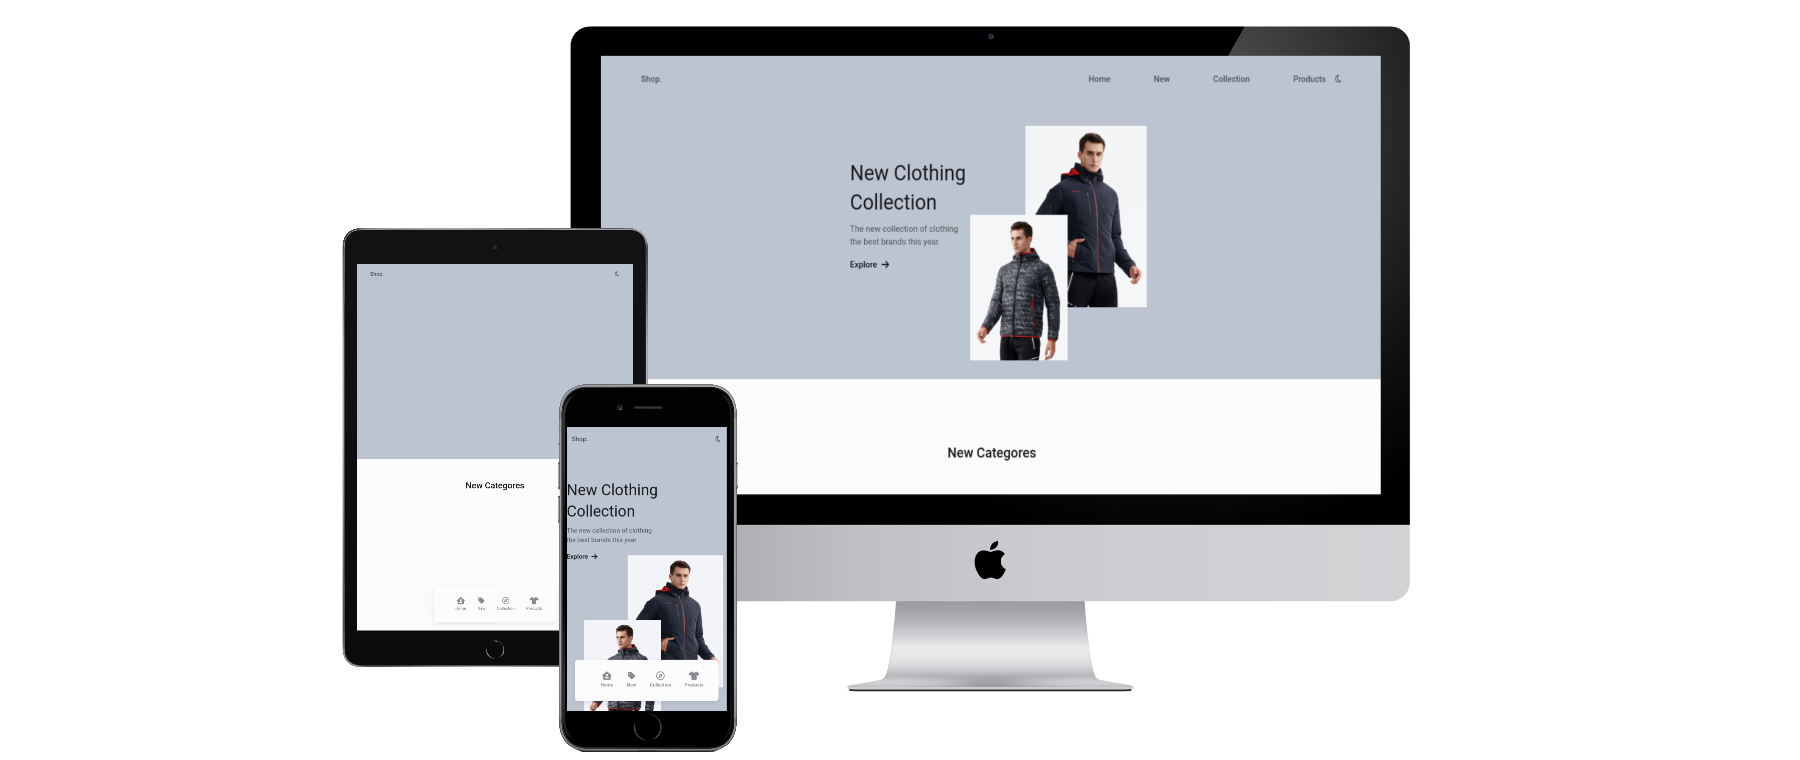 Shop.
Home New Collection Products
New Clothing
Collection
The new collection of clothing
the best brands this year.
Explore
New Categores
Shop.
New Categores
Home New Collection Products
Shop.
New Clothing
Collection
The new collection of clothing
the best brands this year.
Explore
Home New Collection Products